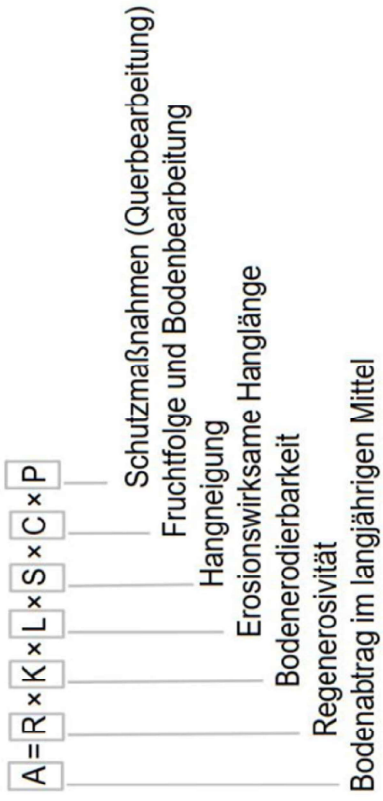 A = R × K × L × S × C × P
Schutzmaßnahmen (Querbearbeitung)
Fruchtfolge und Bodenbearbeitung
Hangneigung
Erosionswirksame Hanglänge
Bodenerodierbarkeit
Regenerosivität
Bodenabtrag im langjährigen Mittel